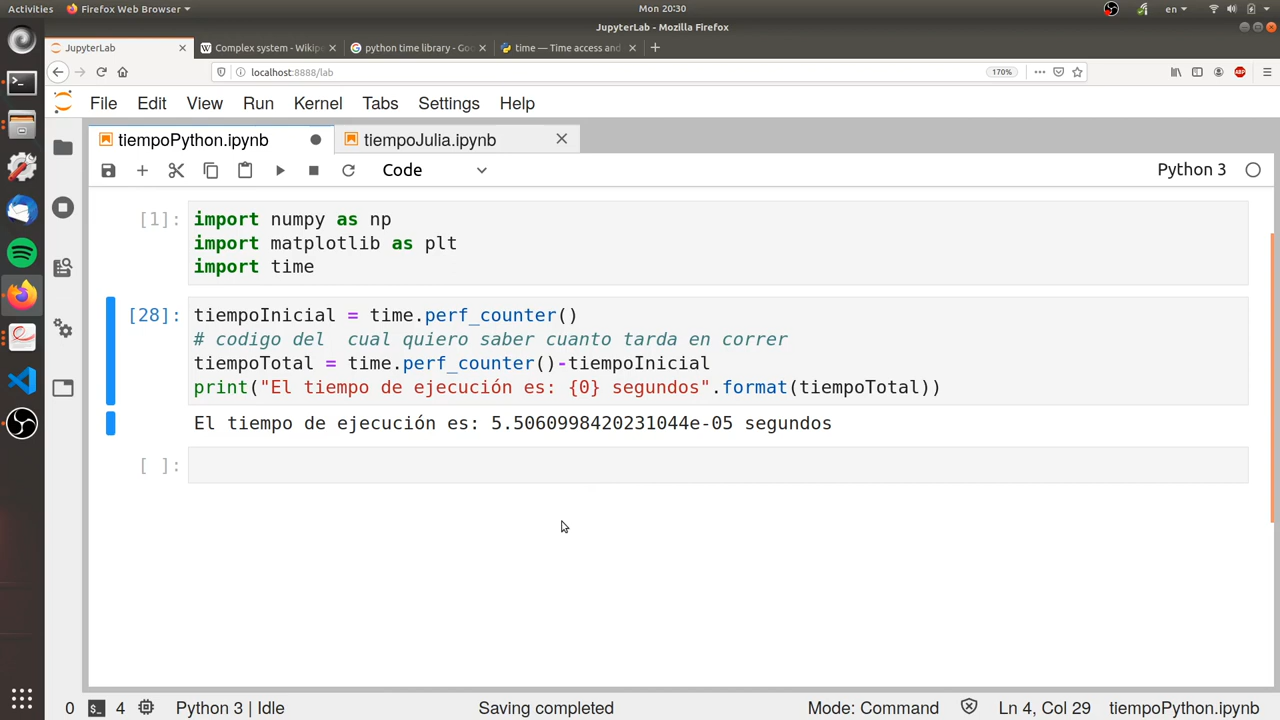 Activities Firefox Web Browser Mon 20:30 en
JupyterLab - Mozilla Firefox
JupyterLab Complex system - Wikipe python time library - Goo time — Time access and
localhost:8888/lab 170% ABP
File Edit View Run Kernel Tabs Settings Help
tiempoPython.ipynb tiempoJulia.ipynb
Code Python 3
[1]: import numpy as np
import matplotlib as plt
import time
[28]: tiempoInicial = time.perf_counter()
# codigo del  cual quiero saber cuanto tarda en correr
tiempoTotal = time.perf_counter()-tiempoInicial
print("El tiempo de ejecución es: {0} segundos".format(tiempoTotal))
El tiempo de ejecución es: 5.5060998420231044e-05 segundos
[ ]:
0 4 Python 3 | Idle Saving completed Mode: Command Ln 4, Col 29 tiempoPython.ipynb